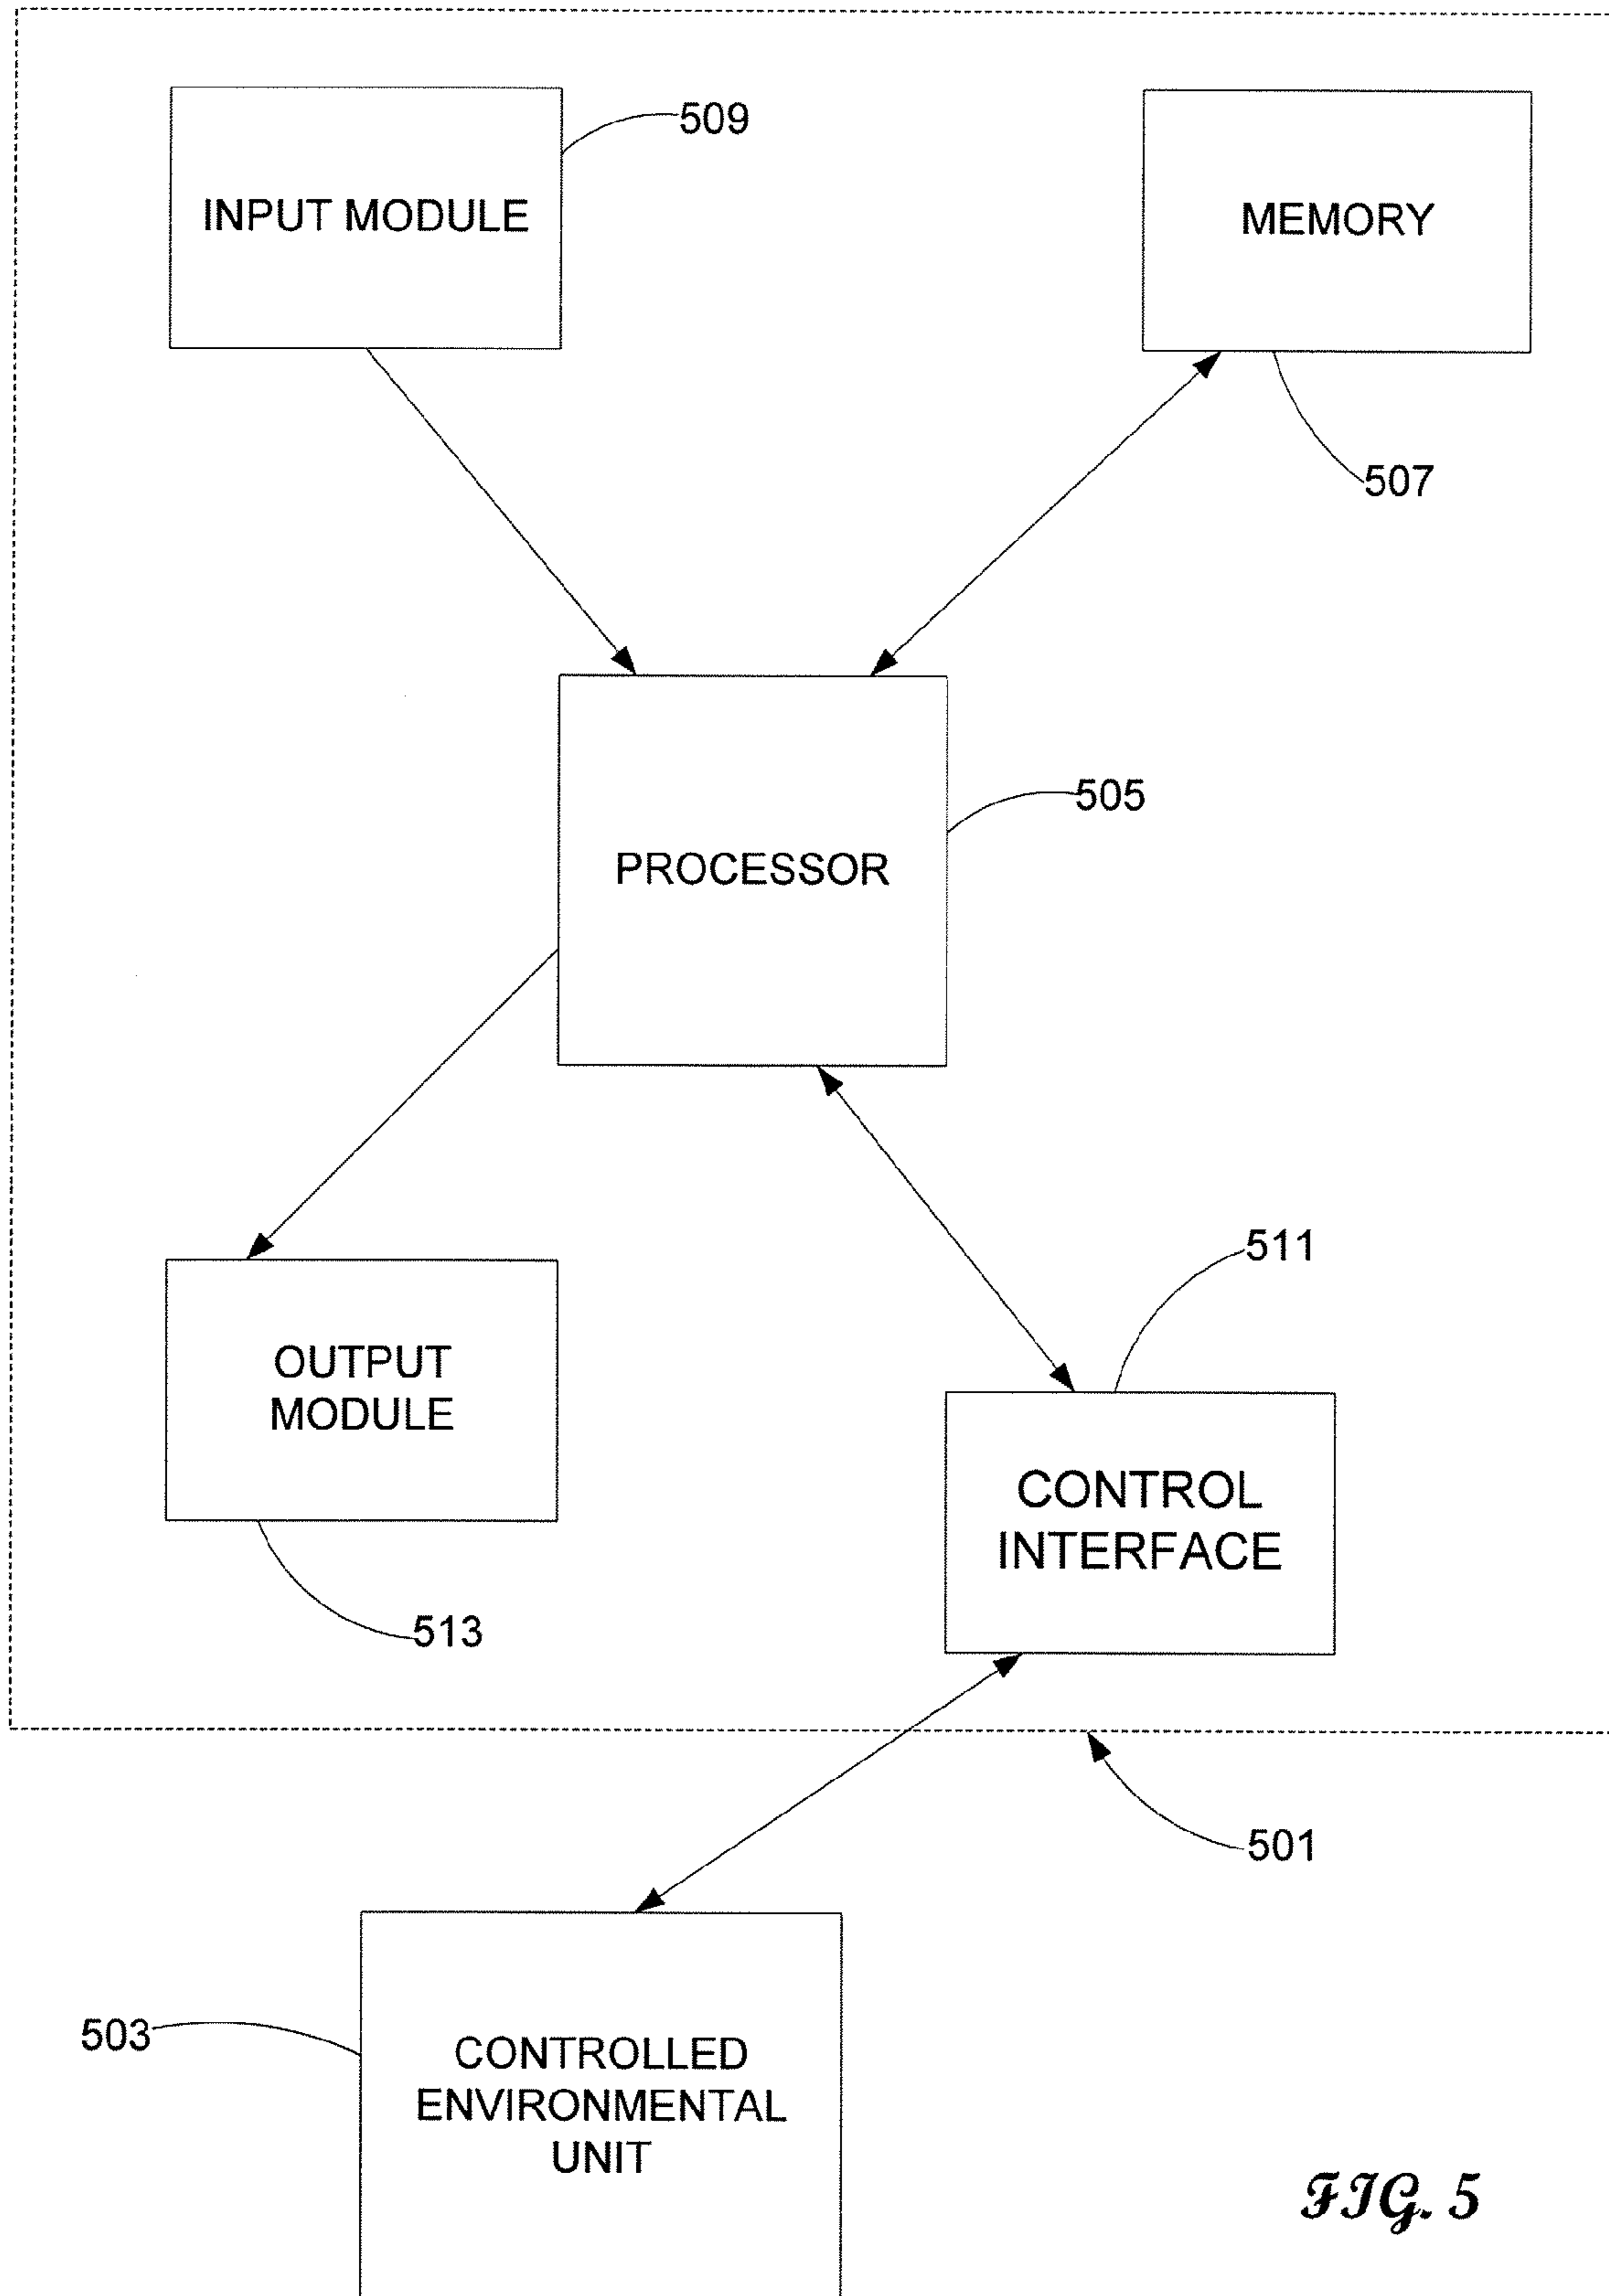 509
INPUT MODULE
MEMORY
507
505
PROCESSOR
511
OUTPUT
MODULE
CONTROL
INTERFACE
513
501
503
CONTROLLED
ENVIRONMENTAL
UNIT
FIG. 5